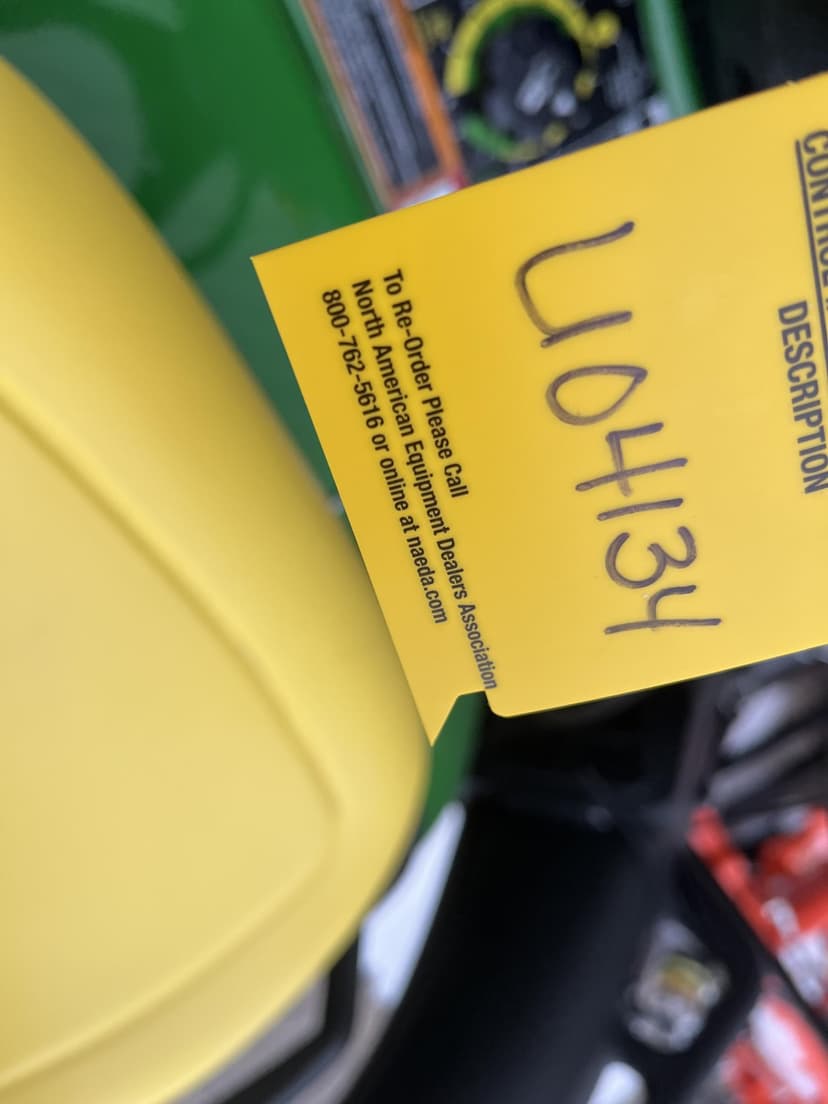 CONTROL
DESCRIPTION
U04134
To Re-Order Please Call
North American Equipment Dealers Association
800-762-5616 or online at naeda.com